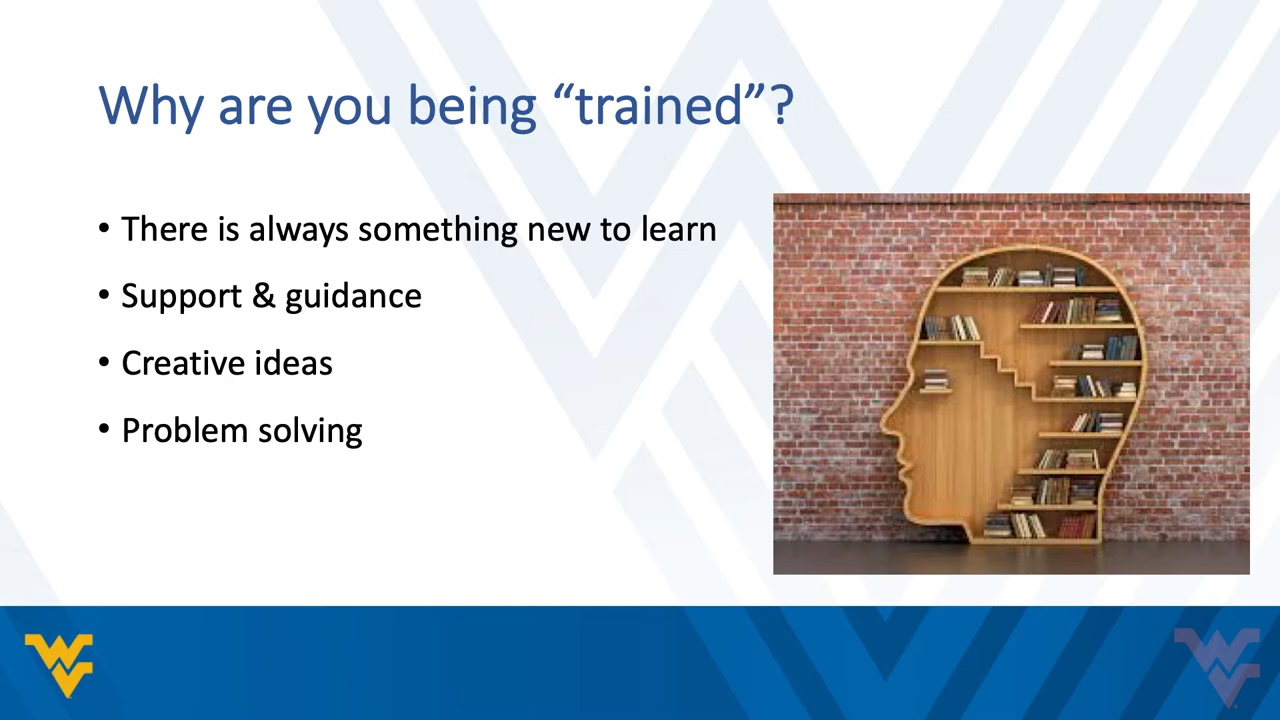 Why are you being “trained”?
• There is always something new to learn
• Support & guidance
• Creative ideas
• Problem solving